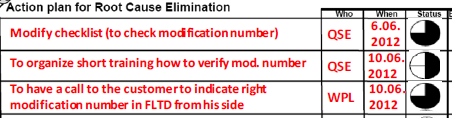 Action plan for Root Cause Elimination
Who When Status
Modify checklist (to check modification number) QSE 6.06. 2012
To organize short training how to verify mod. number QSE 10.06. 2012
To have a call to the customer to indicate right
modification number in FLTD from his side WPL 10.06. 2012